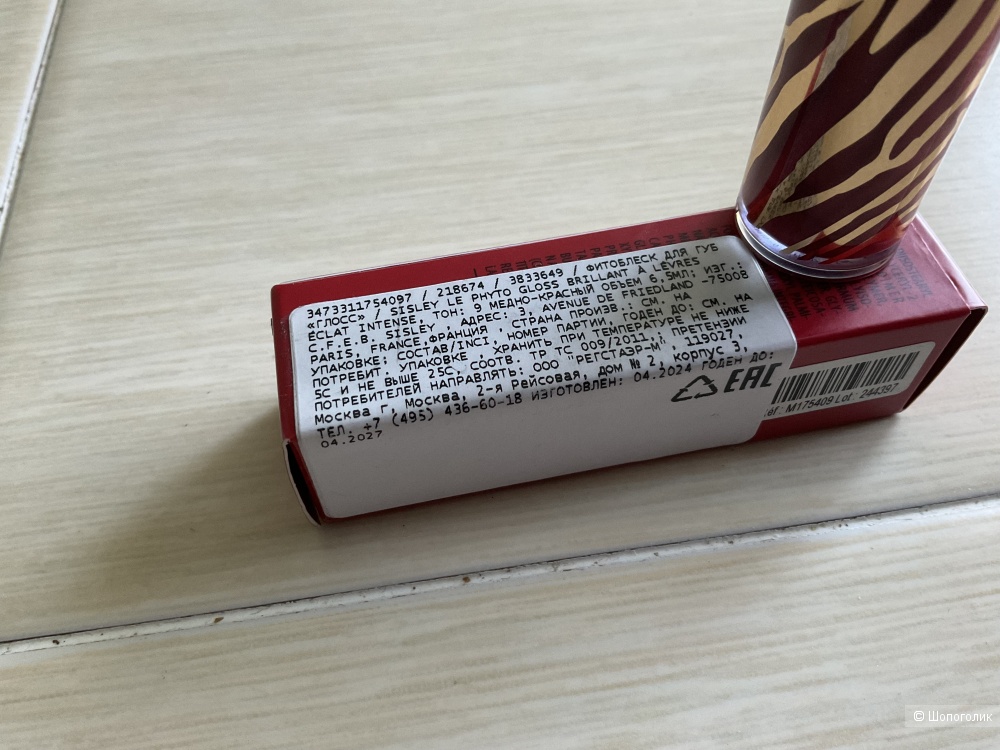 3473311754097 / 218674 / 3833649 / ФИТОБЛЕСК ДЛЯ ГУБ
«ГЛОСС» / SISLEY LE PHYTO GLOSS BRILLANT À LÈVRES
ÉCLAT INTENSE, ТОН: 9 МЕДНО-КРАСНЫЙ ОБЪЕМ 6,5МЛ; ИЗГ.:
C.F.E.B. SISLEY , АДРЕС: 3, AVENUE DE FRIEDLAND -75008
PARIS, FRANCE,ФРАНЦИЯ , СТРАНА ПРОИЗВ.: СМ. НА
УПАКОВКЕ; СОСТАВ/INCI, НОМЕР ПАРТИИ, ГОДЕН ДО: СМ. НА
ПОТРЕБИТ. УПАКОВКЕ . ХРАНИТЬ ПРИ ТЕМПЕРАТУРЕ НЕ НИЖЕ
5С И НЕ ВЫШЕ 25С, СООТВ. ТР ТС 009/2011.; ПРЕТЕНЗИИ
ПОТРЕБИТЕЛЕЙ НАПРАВЛЯТЬ: ООО "РЕГСТАЭР-М", 119027,
Москва г, Москва, 2-я Рейсовая, дом № 2, корпус 3,
ТЕЛ. +7 (495) 436-60-18 ИЗГОТОВЛЕН: 04.2024 ГОДЕН ДО:
04.2027
EAC
M175409 Lot : 244397
© Шопоголик